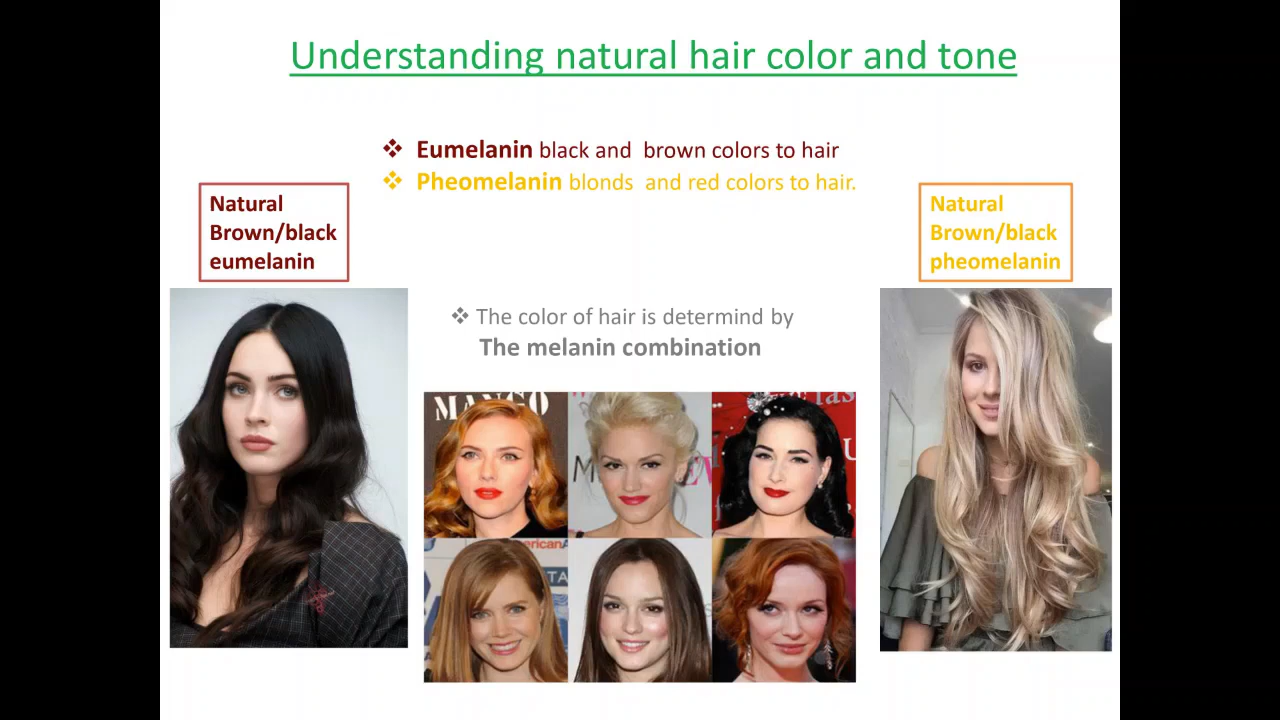 Understanding natural hair color and tone
❖ Eumelanin black and brown colors to hair
❖ Pheomelanin blonds and red colors to hair.
Natural
Brown/black
eumelanin
Natural
Brown/black
pheomelanin
❖ The color of hair is determind by
The melanin combination
MANGO